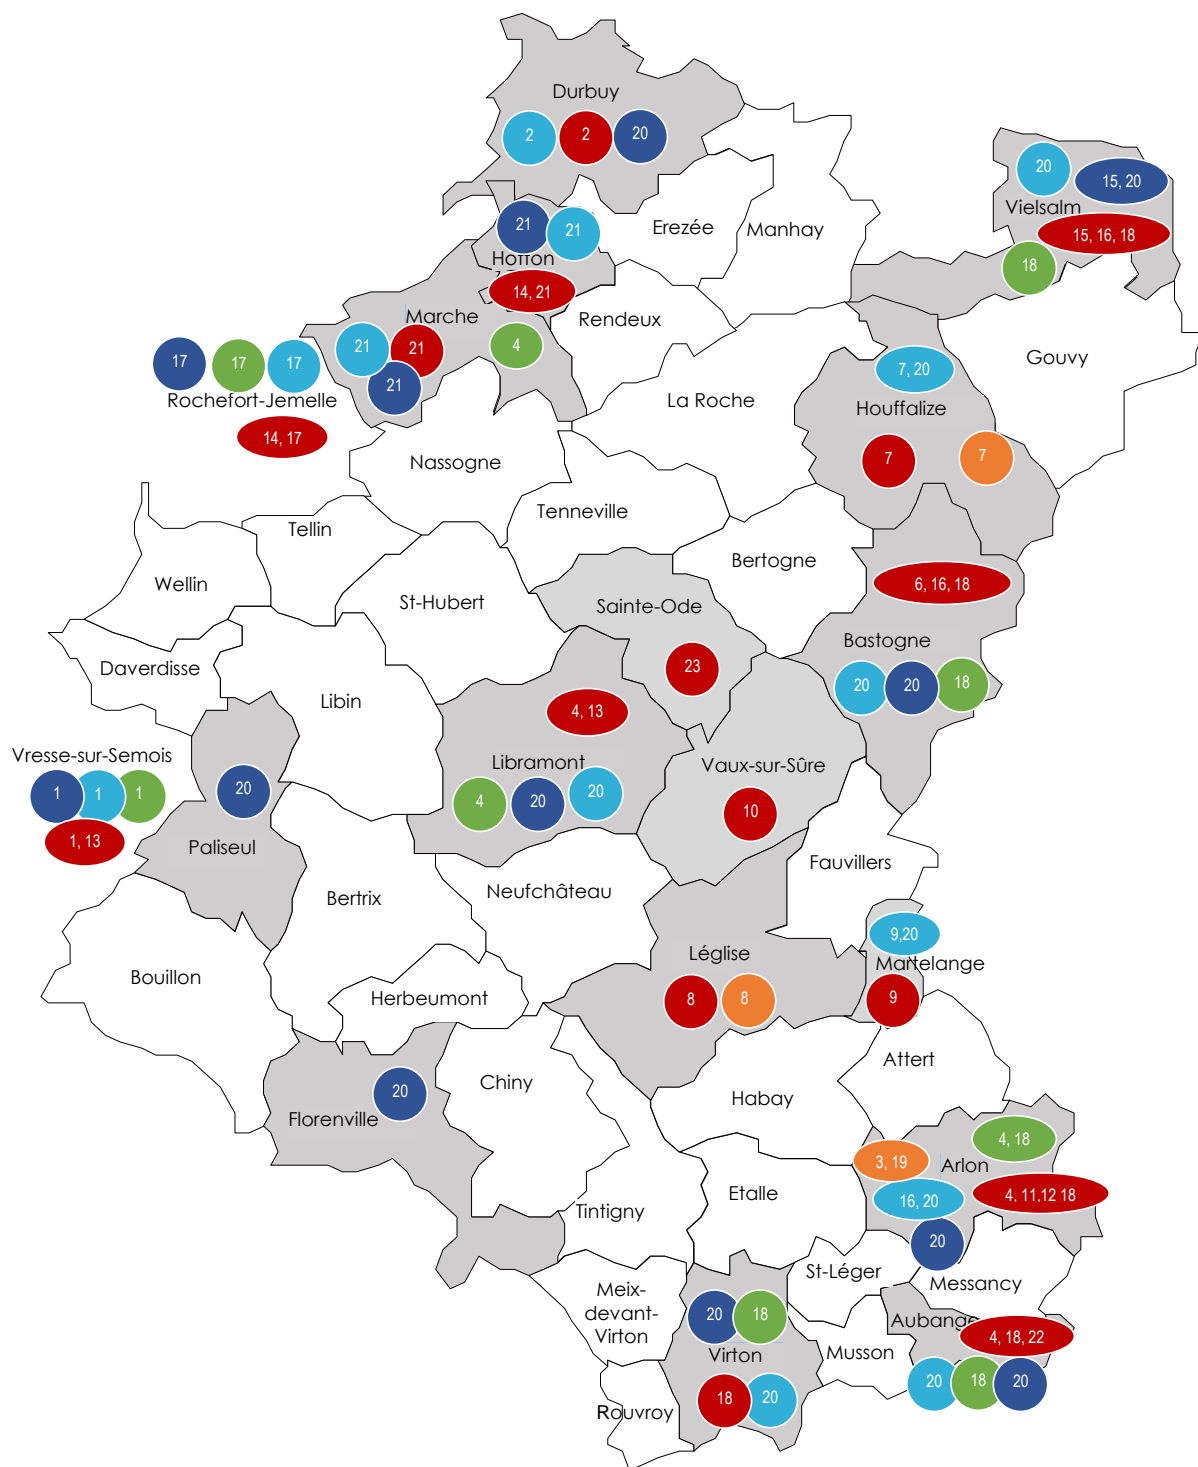 Durbuy
2
2
20
20
15, 20
Vielsalm
15, 16, 18
18
21
21
Hotton
14, 21
Erezée
Manhay
Marche
21
21
21
4
Rendeux
17
17
17
Rochefort-Jemelle
14, 17
Gouvy
7, 20
Houffalize
7
7
La Roche
Nassogne
Tenneville
Tellin
Bertogne
Wellin
St-Hubert
Sainte-Ode
23
6, 16, 18
Bastogne
20
20
18
Daverdisse
Libin
4, 13
Libramont
4
20
20
Vaux-sur-Sûre
10
Vresse-sur-Semois
1
1
1
1, 13
20
Paliseul
Fauvillers
Bertrix
Neufchâteau
9,20
Martelange
9
Léglise
8
8
Bouillon
Herbeumont
Attert
Chiny
Habay
20
Florenville
4, 18
3, 19
Arlon
16, 20
4, 11,12 18
20
Etalle
Tintigny
St-Léger
Messancy
Meix-
devant-
Virton
20
18
Virton
18
20
Aubange
4, 18, 22
20
18
20
Musson
Rouvroy